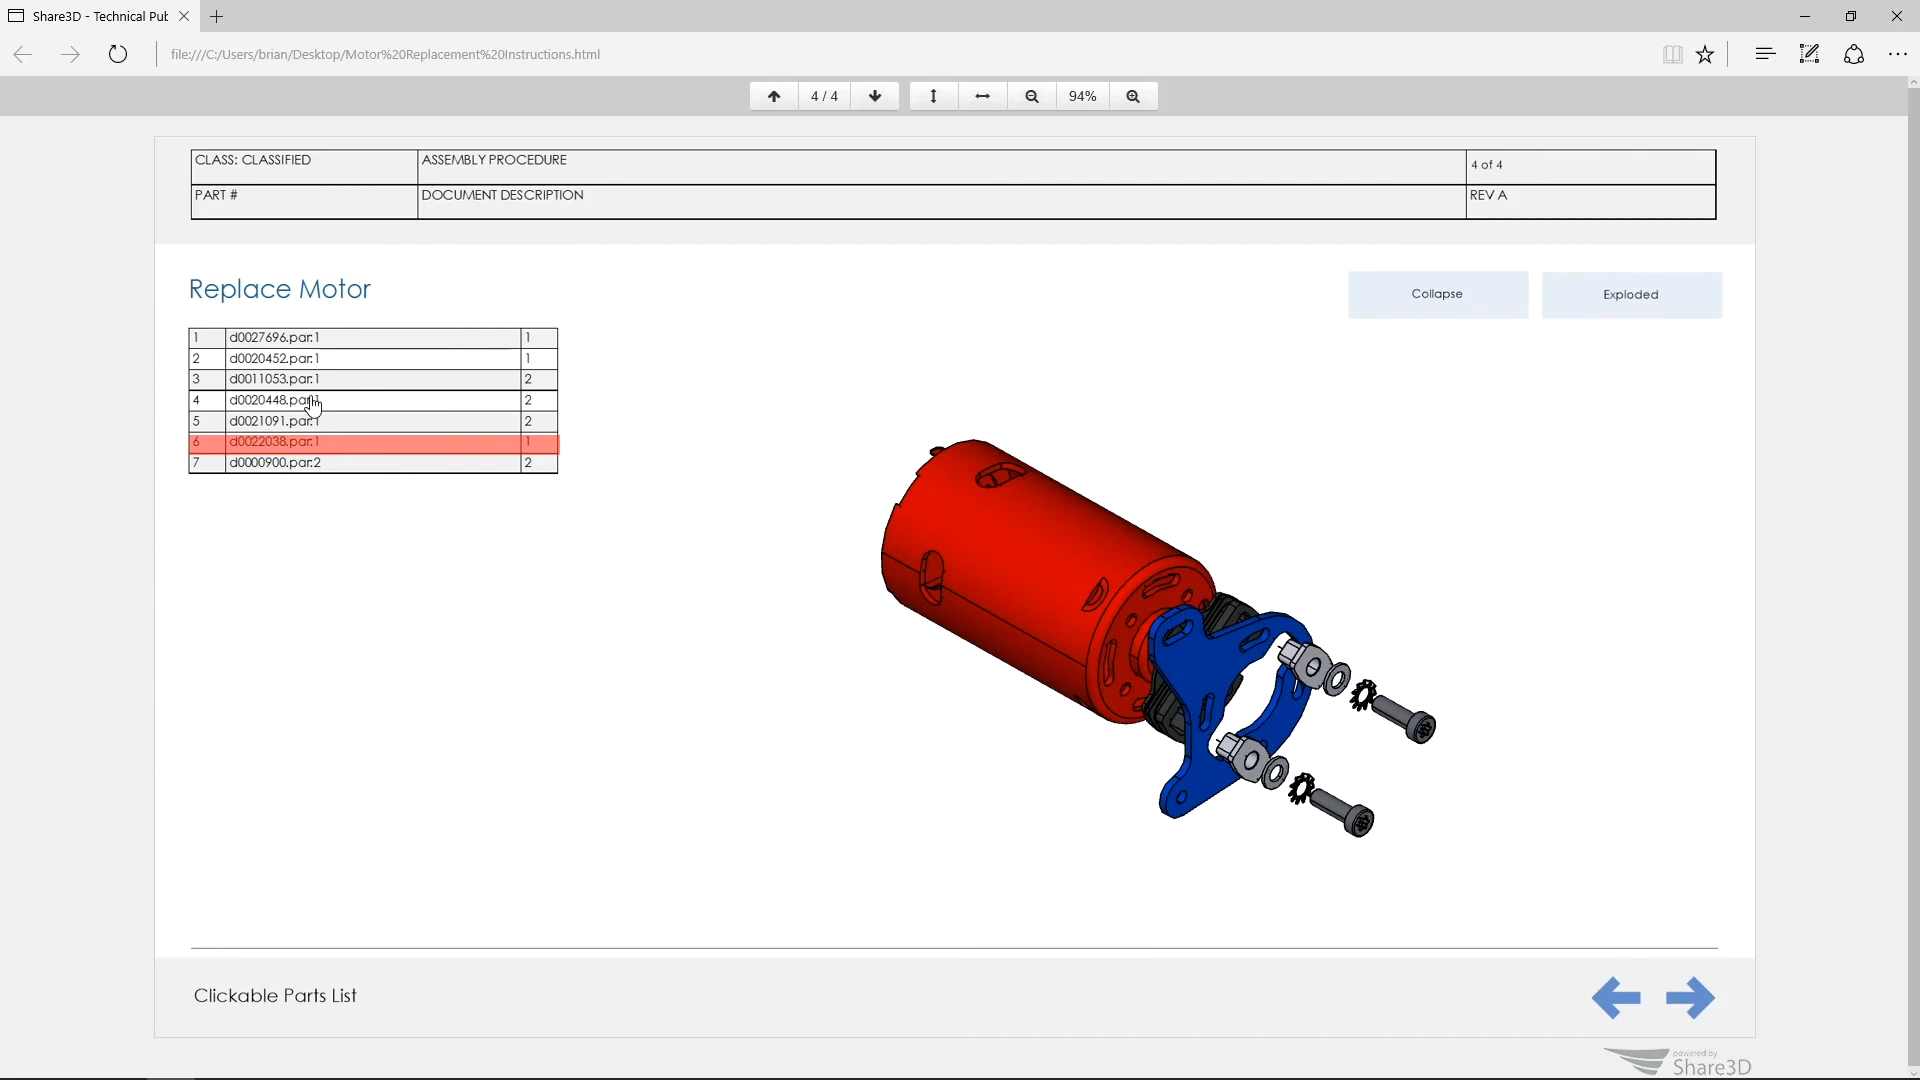 Share3D - Technical Put
file:///C:/Users/brian/Desktop/Motor%20Replacement%20Instructions.html
4 / 4
94%
CLASS: CLASSIFIED
ASSEMBLY PROCEDURE
4 of 4
PART #
DOCUMENT DESCRIPTION
REV A
Replace Motor
Collapse
Exploded
1 d0027696.par:1 1
2 d0020452.par:1 1
3 d0011053.par:1 2
4 d0020448.par:1 2
5 d0021091.par:1 2
6 d0022038.par:1 1
7 d0000900.par:2 2
Clickable Parts List
powered by
Share3D